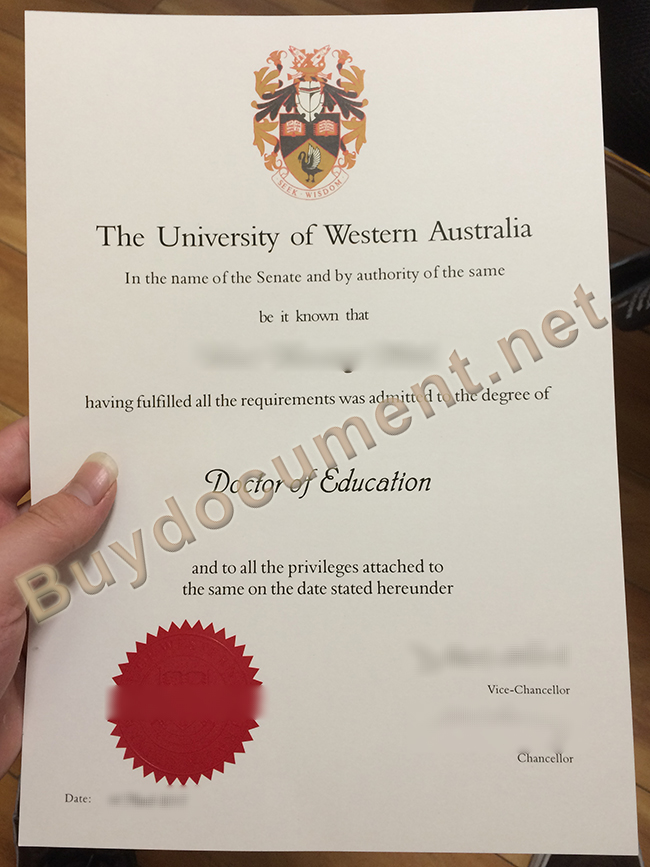 SEEK · WISDOM
The University of Western Australia
In the name of the Senate and by authority of the same
be it known that
having fulfilled all the requirements was admitted to the degree of
Doctor of Education
and to all the privileges attached to
the same on the date stated hereunder
Vice-Chancellor
Chancellor
Date:
Buydocument.net